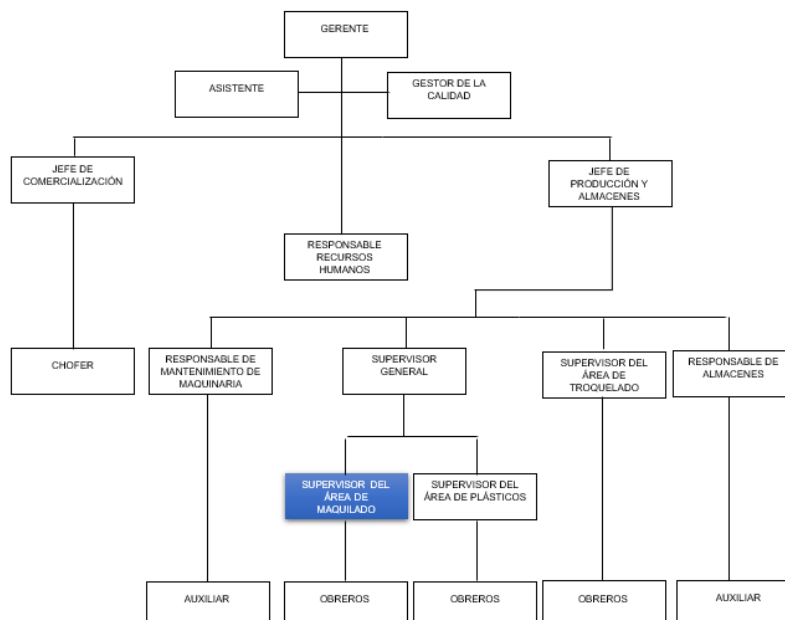 GERENTE
ASISTENTE
GESTOR DE LA
CALIDAD
JEFE DE
COMERCIALIZACIÓN
JEFE DE
PRODUCCIÓN Y
ALMACENES
RESPONSABLE
RECURSOS
HUMANOS
CHOFER
RESPONSABLE DE
MANTENIMIENTO DE
MAQUINARIA
SUPERVISOR
GENERAL
SUPERVISOR DEL
ÁREA DE
TROQUELADO
RESPONSABLE DE
ALMACENES
SUPERVISOR DEL
ÁREA DE
MAQUILADO
SUPERVISOR DEL
ÁREA DE PLÁSTICOS
AUXILIAR
OBREROS
OBREROS
OBREROS
AUXILIAR